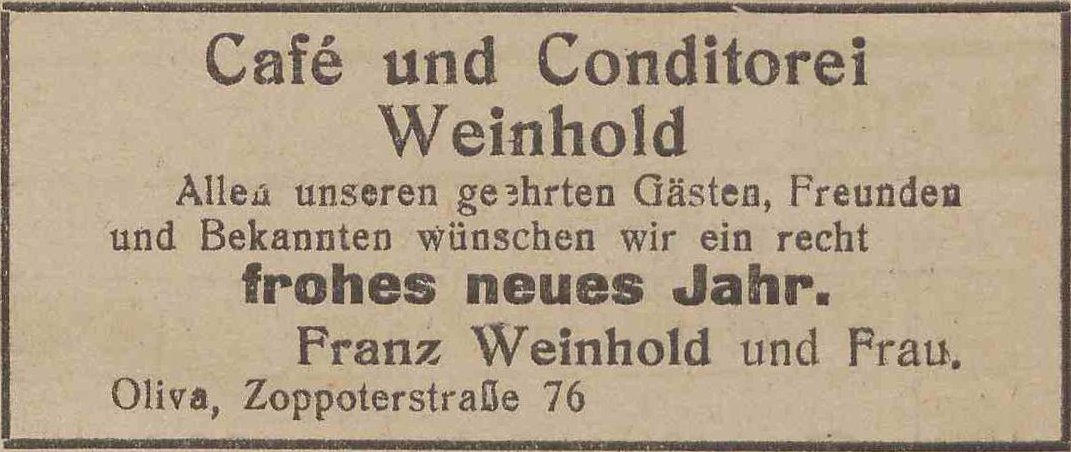 Café und Conditorei
Weinhold
Allen unseren geehrten Gästen, Freunden
und Bekannten wünschen wir ein recht
frohes neues Jahr.
Franz Weinhold und Frau.
Oliva, Zoppoterstraße 76